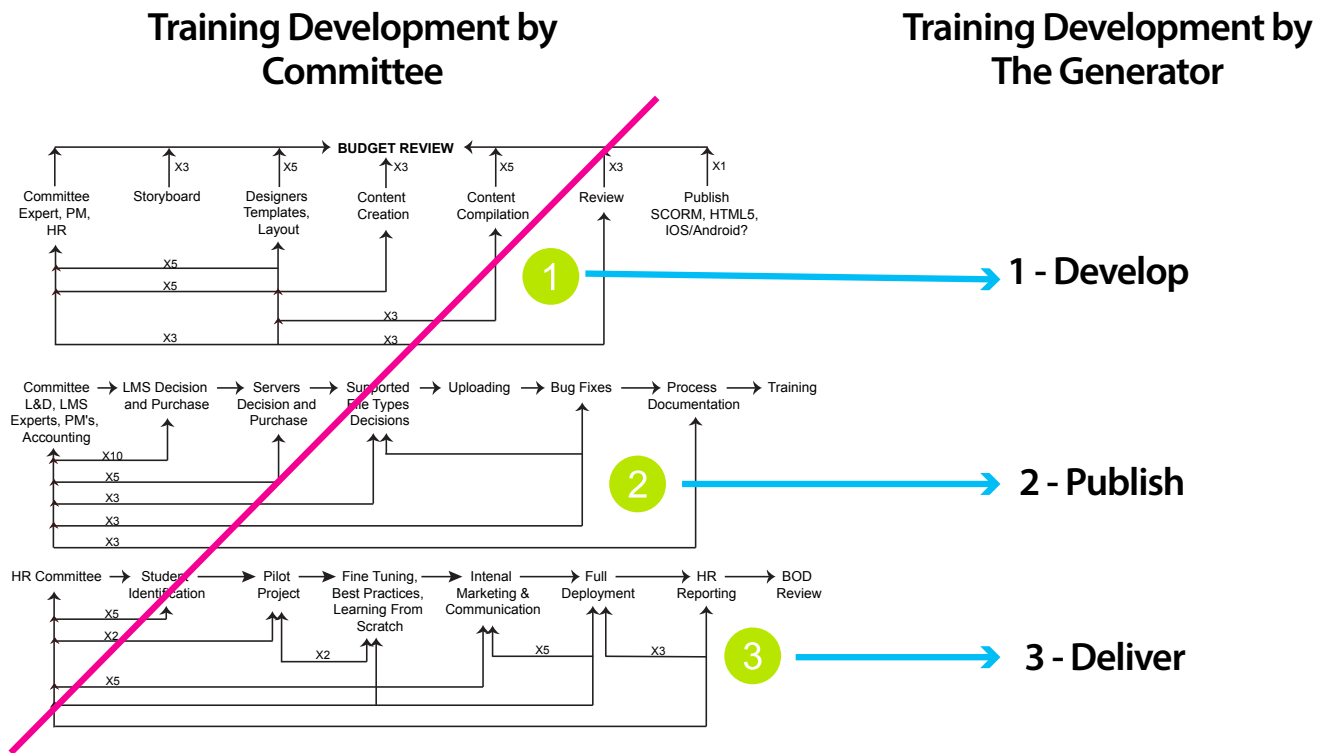 Training Development by
Committee
Training Development by
The Generator
BUDGET REVIEW
X3
X5
X3
X5
X3
X1
Committee
Expert, PM,
HR
Storyboard
Designers
Templates,
Layout
Content
Creation
Content
Compilation
Review
Publish
SCORM, HTML5,
IOS/Android?
X5
X5
X3
X3
X3
1
1 - Develop
Committee
L&D, LMS
Experts, PM's,
Accounting
LMS Decision
and Purchase
Servers
Decision and
Purchase
Supported
File Types
Decisions
Uploading
Bug Fixes
Process
Documentation
Training
X10
X5
X3
X3
X3
2
2 - Publish
HR Committee
Student
Identification
Pilot
Project
Fine Tuning,
Best Practices,
Learning From
Scratch
Intenal
Marketing &
Communication
Full
Deployment
HR
Reporting
BOD
Review
X5
X2
X2
X5
X3
X5
3
3 - Deliver